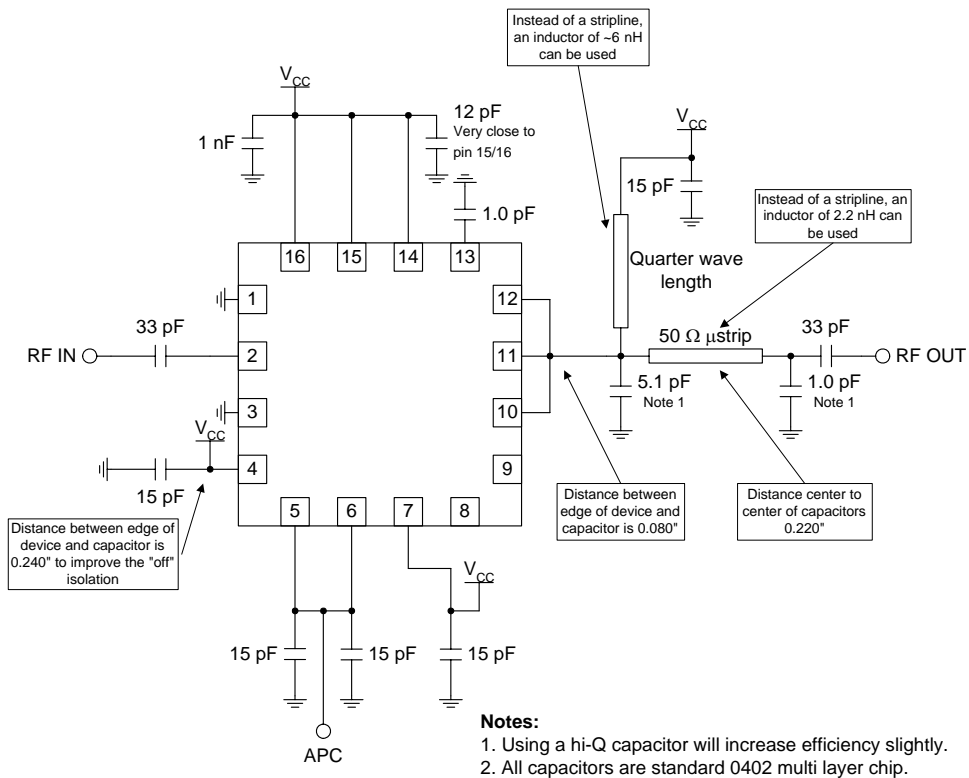 Instead of a stripline,
an inductor of ~6 nH
can be used
VCC
1 nF
12 pF
Very close to
pin 15/16
VCC
15 pF
Instead of a stripline, an
inductor of 2.2 nH can
be used
1.0 pF
16
15
14
13
Quarter wave
length
1
12
33 pF
RF IN
2
11
50 Ω μstrip
33 pF
RF OUT
5.1 pF
Note 1
1.0 pF
Note 1
3
10
VCC
4
9
15 pF
Distance between edge of
device and capacitor is
0.240" to improve the "off"
isolation
5
6
7
8
Distance between
edge of device and
capacitor is 0.080"
Distance center to
center of capacitors
0.220"
VCC
15 pF
15 pF
15 pF
APC
Notes:
1. Using a hi-Q capacitor will increase efficiency slightly.
2. All capacitors are standard 0402 multi layer chip.